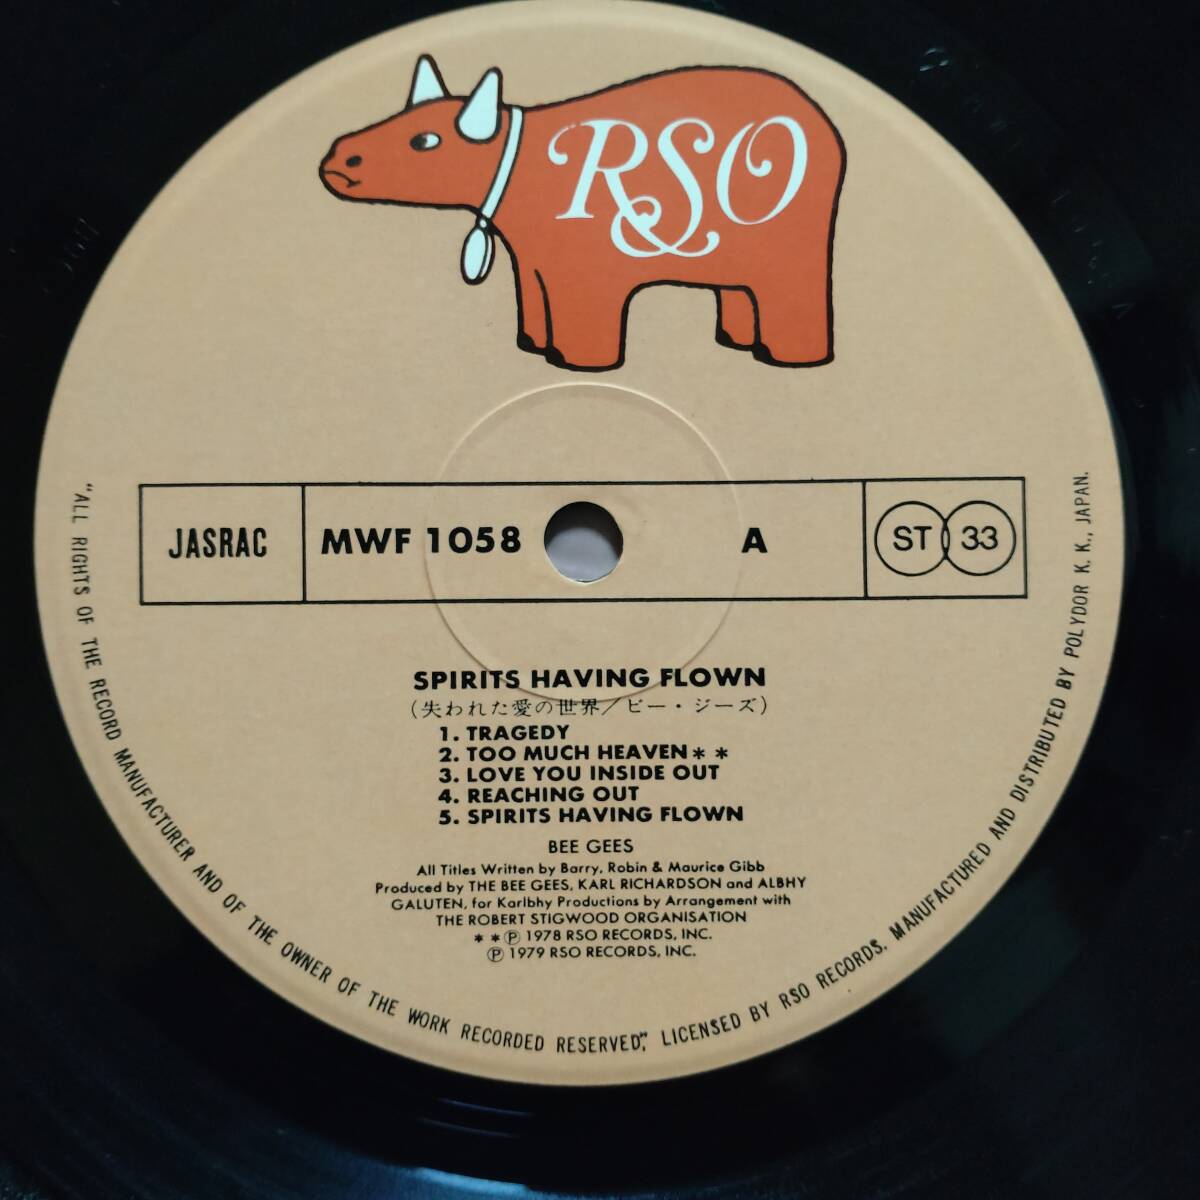 RSO
JASRAC
MWF 1058
A
ST 33
SPIRITS HAVING FLOWN
(失われた愛の世界/ビー・ジーズ)
1. TRAGEDY
2. TOO MUCH HEAVEN＊＊
3. LOVE YOU INSIDE OUT
4. REACHING OUT
5. SPIRITS HAVING FLOWN
BEE GEES
All Titles Written by Barry, Robin & Maurice Gibb
Produced by THE BEE GEES, KARL RICHARDSON and ALBHY
GALUTEN, for Karlbhy Productions by Arrangement with
THE ROBERT STIGWOOD ORGANISATION
＊＊Ⓟ 1978 RSO RECORDS, INC.
Ⓟ 1979 RSO RECORDS, INC.
"ALL RIGHTS OF THE RECORD MANUFACTURER AND OF THE OWNER OF THE WORK RECORDED RESERVED", LICENSED BY RSO RECORDS. MANUFACTURED AND DISTRIBUTED BY POLYDOR K. K., JAPAN.